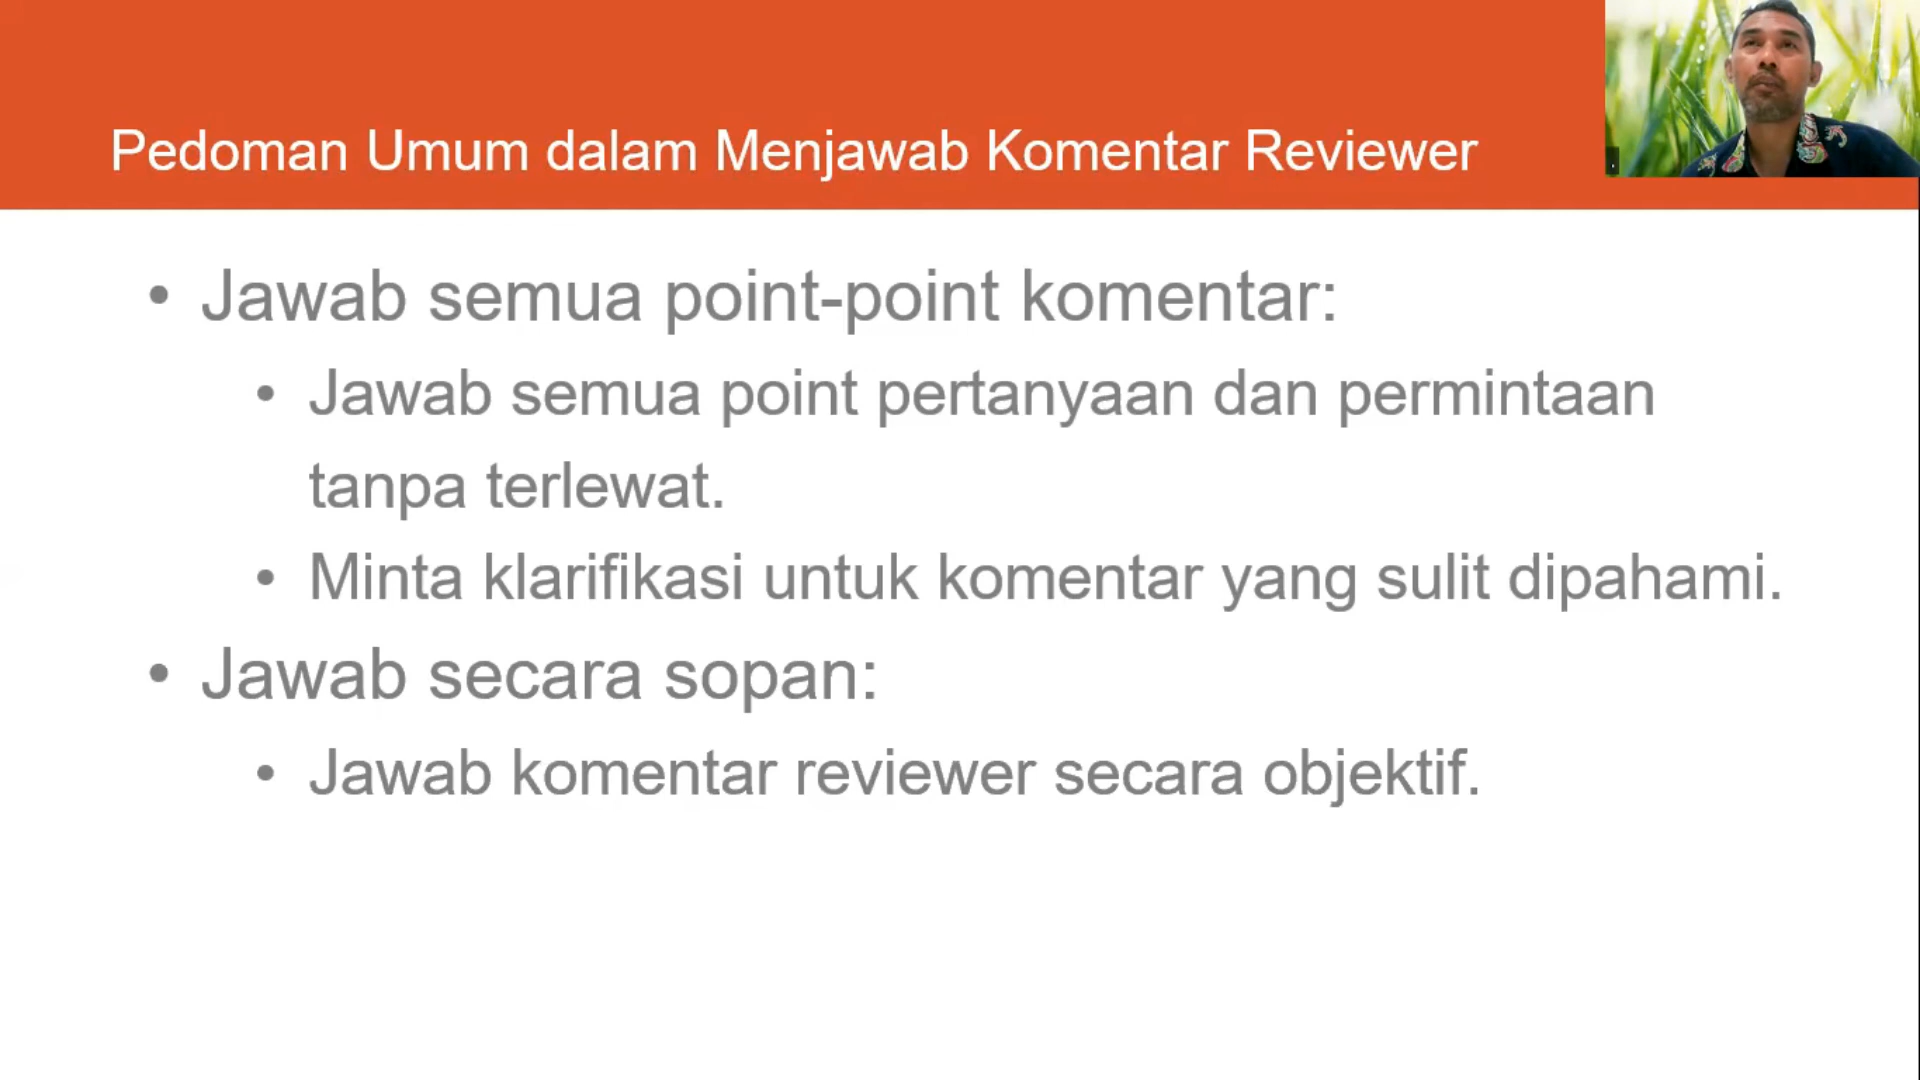 Pedoman Umum dalam Menjawab Komentar Reviewer
• Jawab semua point-point komentar:
• Jawab semua point pertanyaan dan permintaan
tanpa terlewat.
• Minta klarifikasi untuk komentar yang sulit dipahami.
• Jawab secara sopan:
• Jawab komentar reviewer secara objektif.